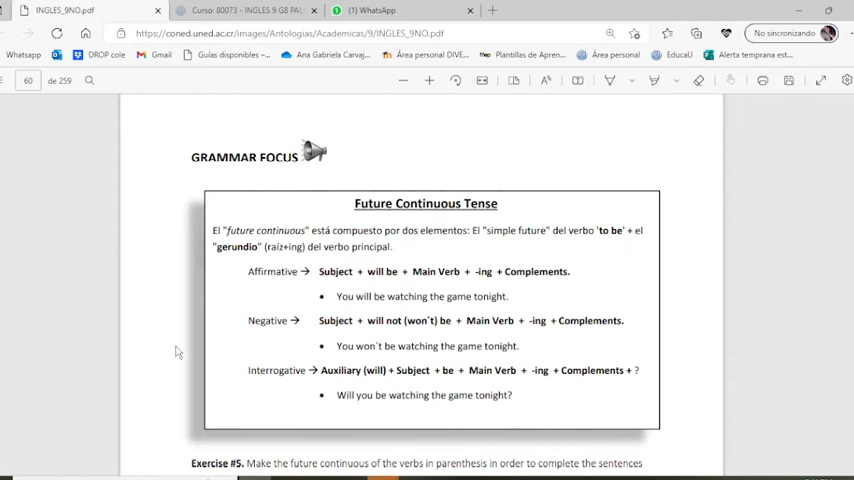 INGLES_9NO.pdf
Curso: 80073 - INGLES 9-G8 PAL
(1) WhatsApp
https://coned.uned.ac.cr/images/Antologias/Academicas/9/INGLES_9NO.pdf
No sincronizando
Whatsapp
DROP cole
Gmail
Guías disponibles –...
Ana Gabriela Carvaj...
Área personal DIVE...
Plantillas de Aprend...
Área personal
EducaU
Alerta temprana est...
60 de 259
GRAMMAR FOCUS
Future Continuous Tense
El "future continuous" está compuesto por dos elementos: El "simple future" del verbo 'to be' + el
"gerundio" (raíz+ing) del verbo principal.
Affirmative → Subject + will be + Main Verb + -ing + Complements.
• You will be watching the game tonight.
Negative → Subject + will not (won´t) be + Main Verb + -ing + Complements.
• You won´t be watching the game tonight.
Interrogative → Auxiliary (will) + Subject + be + Main Verb + -ing + Complements + ?
• Will you be watching the game tonight?
Exercise #5. Make the future continuous of the verbs in parenthesis in order to complete the sentences